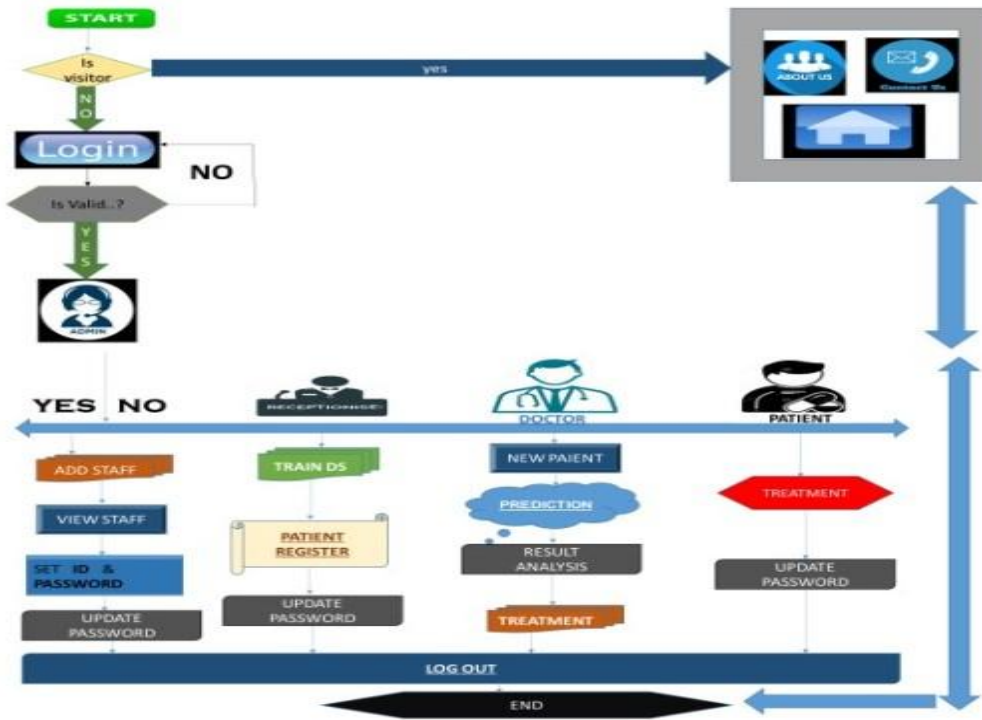 START
Is
visitor
yes
ABOUT US
Contact Us
NO
Login
NO
Is Valid..?
YES
ADMIN
YES NO
RECEPTIONISE
DOCTOR
PATIENT
ADD STAFF
TRAIN DS
NEW PAIENT
TREATMENT
VIEW STAFF
PREDICTION
PATIENT
REGISTER
RESULT
ANALYSIS
SET ID &
PASSWORD
UPDATE
PASSWORD
UPDATE
PASSWORD
UPDATE
PASSWORD
TREATMENT
LOG OUT
END